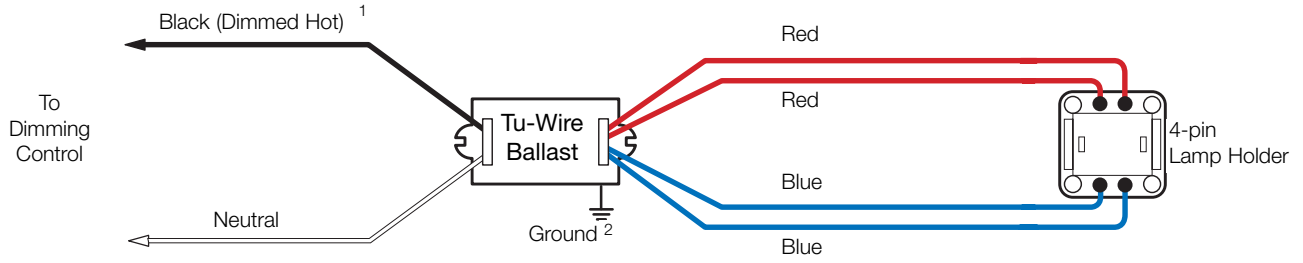 Black (Dimmed Hot) 1
Red
To
Dimming
Control
Red
Tu-Wire
Ballast
4-pin
Lamp Holder
Blue
Neutral
Ground 2
Blue